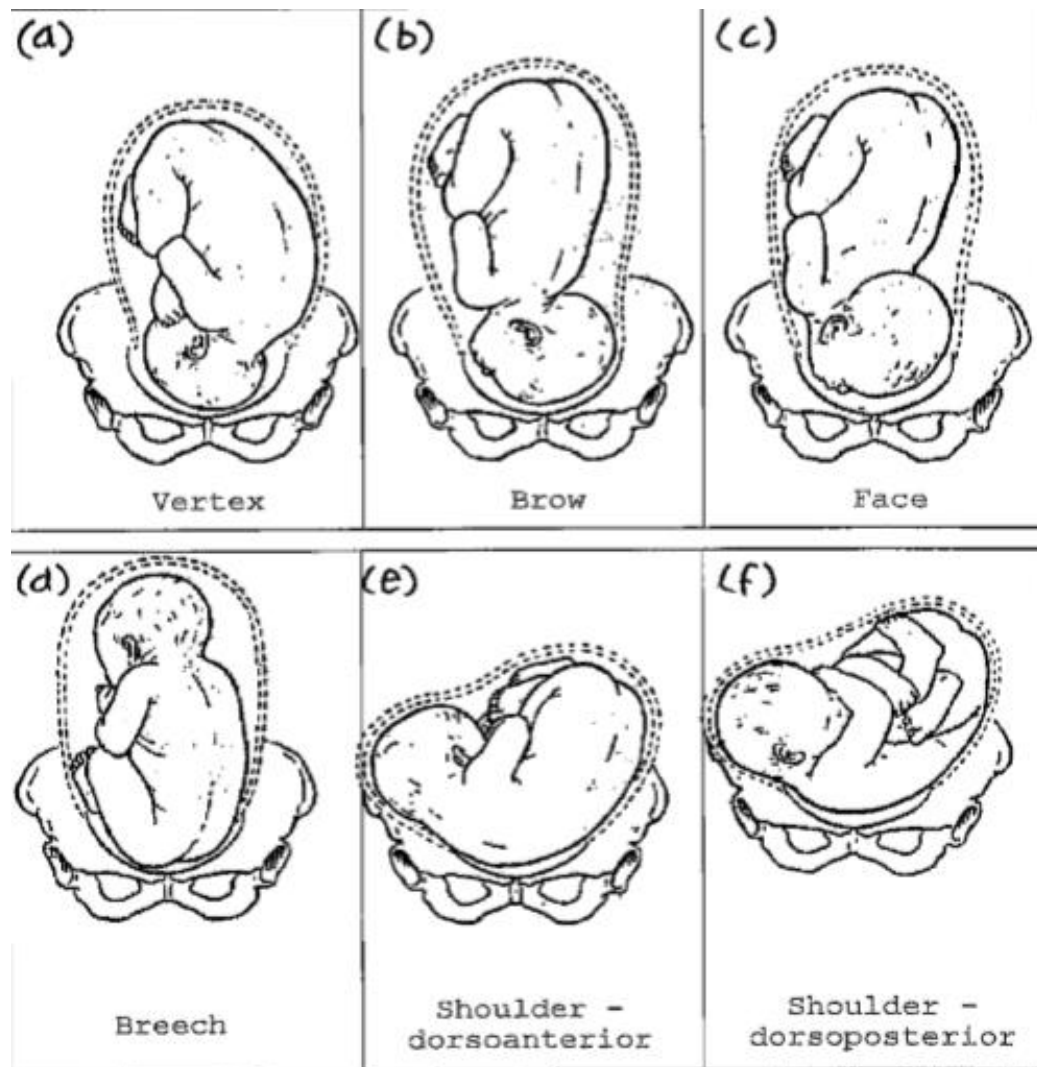 (a)
(b)
(c)
Vertex
Brow
Face
(d)
(e)
(f)
Breech
Shoulder -
dorsoanterior
Shoulder -
dorsoposterior